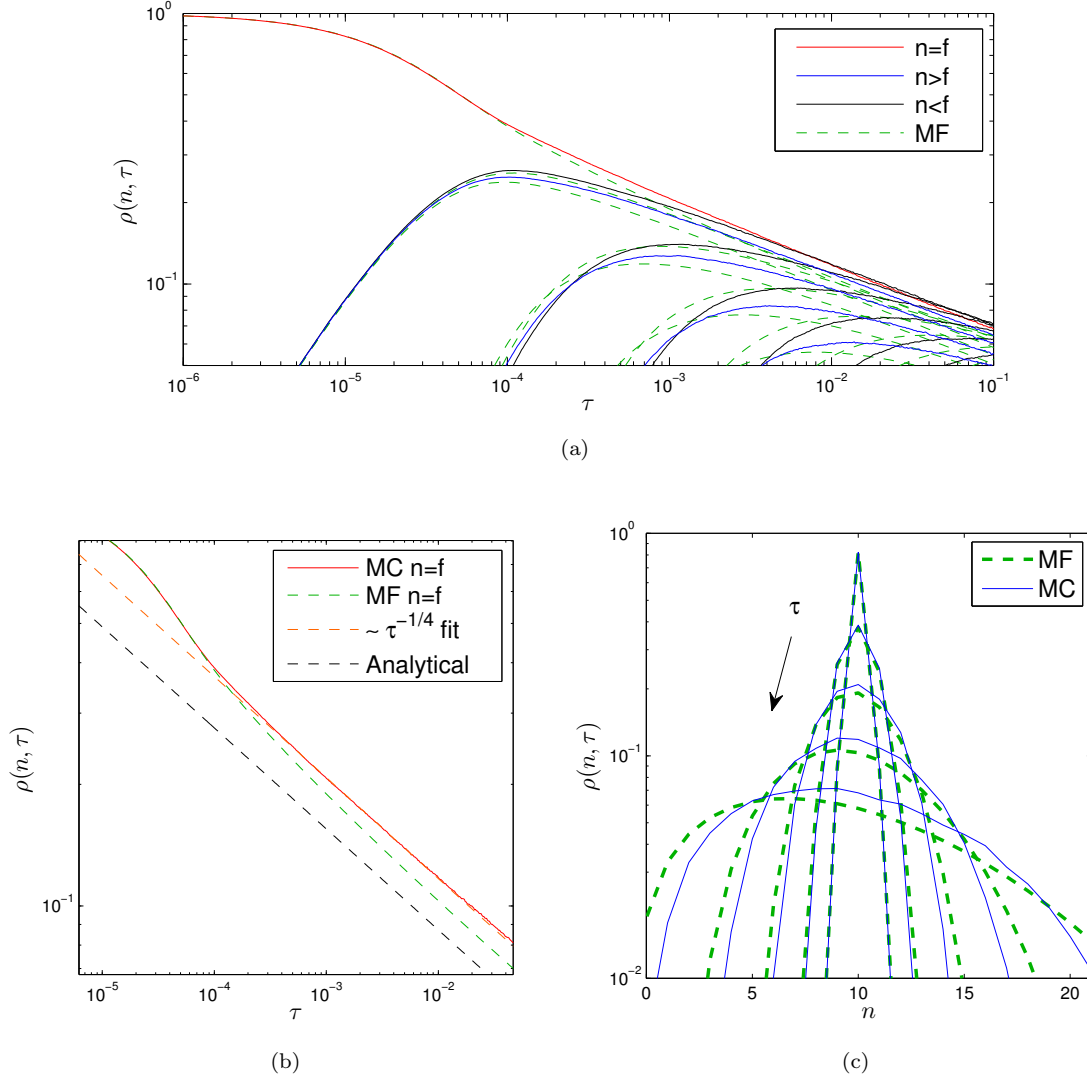 10^0
10^{-1}
ρ(n, τ)
n=f
n>f
n<f
MF
10^{-6}
10^{-5}
10^{-4}
10^{-3}
10^{-2}
10^{-1}
τ
(a)
MC n=f
MF n=f
~ τ^{-1/4} fit
Analytical
ρ(n, τ)
10^{-1}
10^{-5}
10^{-4}
10^{-3}
10^{-2}
τ
(b)
10^0
10^{-1}
10^{-2}
ρ(n, τ)
MF
MC
τ
0
5
10
15
20
n
(c)